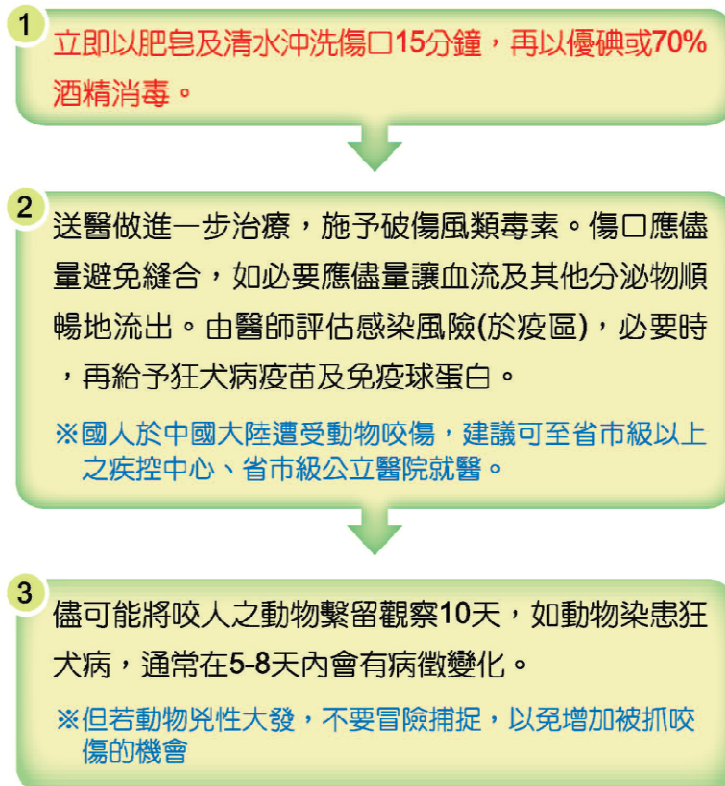 1
立即以肥皂及清水沖洗傷口15分鐘，再以優碘或70%
酒精消毒。
2
送醫做進一步治療，施予破傷風類毒素。傷口應儘
量避免縫合，如必要應儘量讓血流及其他分泌物順
暢地流出。由醫師評估感染風險(於疫區)，必要時
，再給予狂犬病疫苗及免疫球蛋白。
※國人於中國大陸遭受動物咬傷，建議可至省市級以上
之疾控中心、省市級公立醫院就醫。
3
儘可能將咬人之動物繫留觀察10天，如動物染患狂
犬病，通常在5-8天內會有病徵變化。
※但若動物兇性大發，不要冒險捕捉，以免增加被抓咬
傷的機會